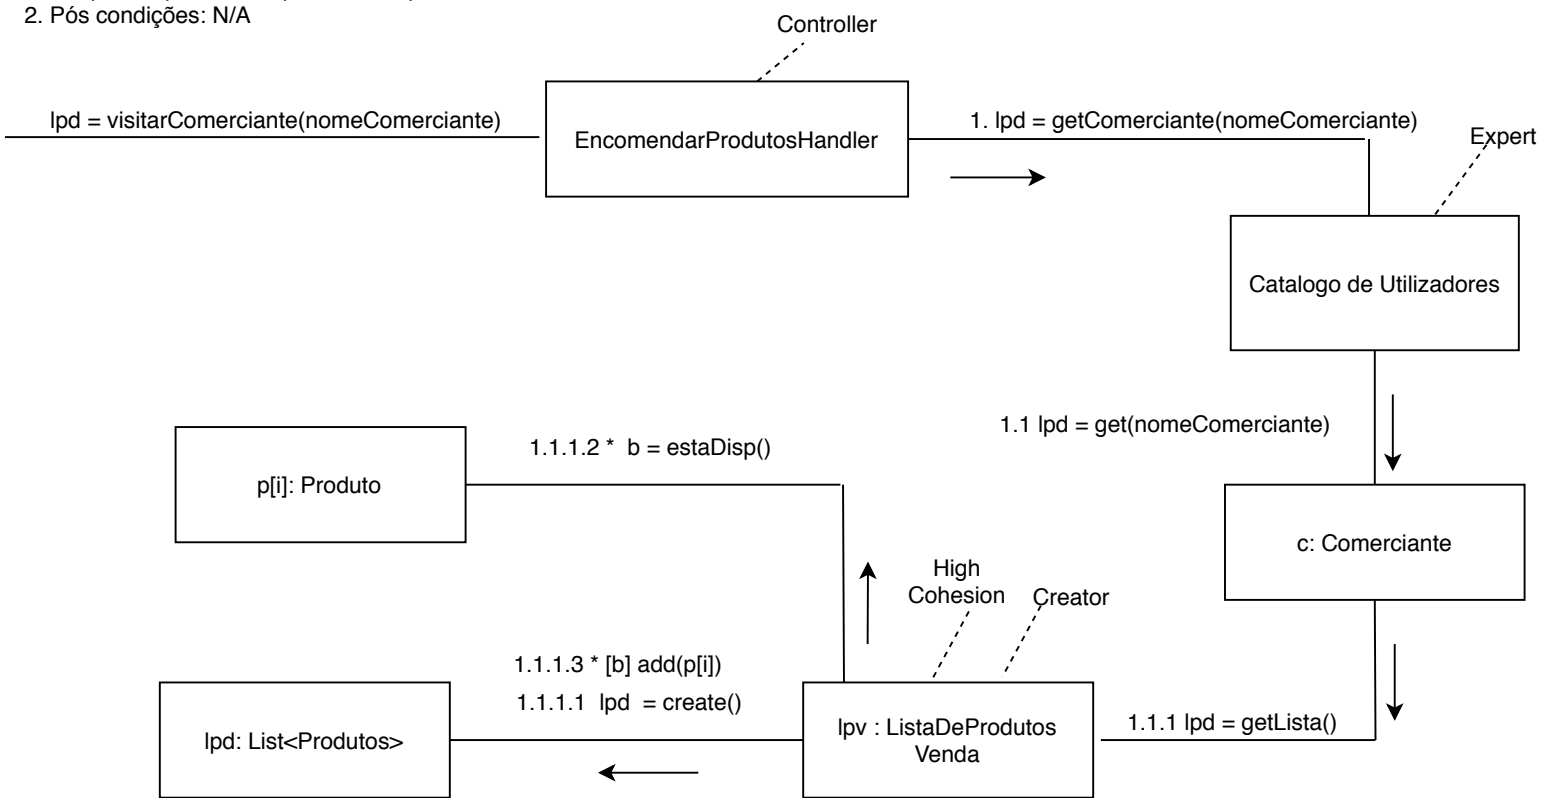 2. Pós condições: N/A
Controller
lpd = visitarComerciante(nomeComerciante)
EncomendarProdutosHandler
1. lpd = getComerciante(nomeComerciante)
Expert
Catalogo de Utilizadores
1.1 lpd = get(nomeComerciante)
1.1.1.2 * b = estaDisp()
p[i]: Produto
c: Comerciante
High
Cohesion
Creator
1.1.1.3 * [b] add(p[i])
1.1.1.1 lpd = create()
lpd: List<Produtos>
lpv : ListaDeProdutos
Venda
1.1.1 lpd = getLista()